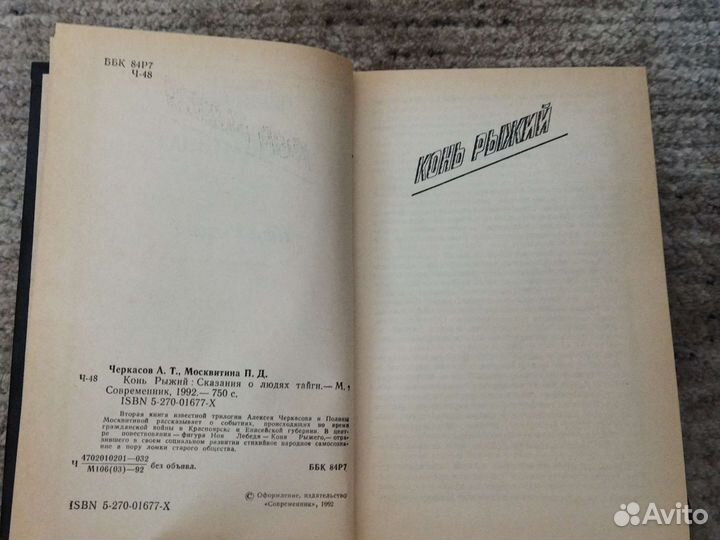 ББК 84Р7
Ч-48
Черкасов А. Т., Москвитина П. Д.
Ч-48 Конь Рыжий: Сказания о людях тайги.— М.,
Современник, 1992.— 750 с.
ISBN 5-270-01677-X
Вторая книга известной трилогии Алексея Черкасова и Полины
Москвитиной рассказывает о событиях, происходящих во время
гражданской войны в Красноярске и Енисейской губернии. В цент-
ре повествования — фигура Ноя Лебедя — Коня Рыжего,— отра-
зившего в своем социальном развитии стихийное народное самосозна-
ние в пору ломки старого общества.
Ч 4702010201—032
М106(03)—92 без объявл.
ББК 84Р7
© Оформление, издательство
«Современник», 1992
ISBN 5-270-01677-X
КОНЬ РЫЖИЙ
Avito